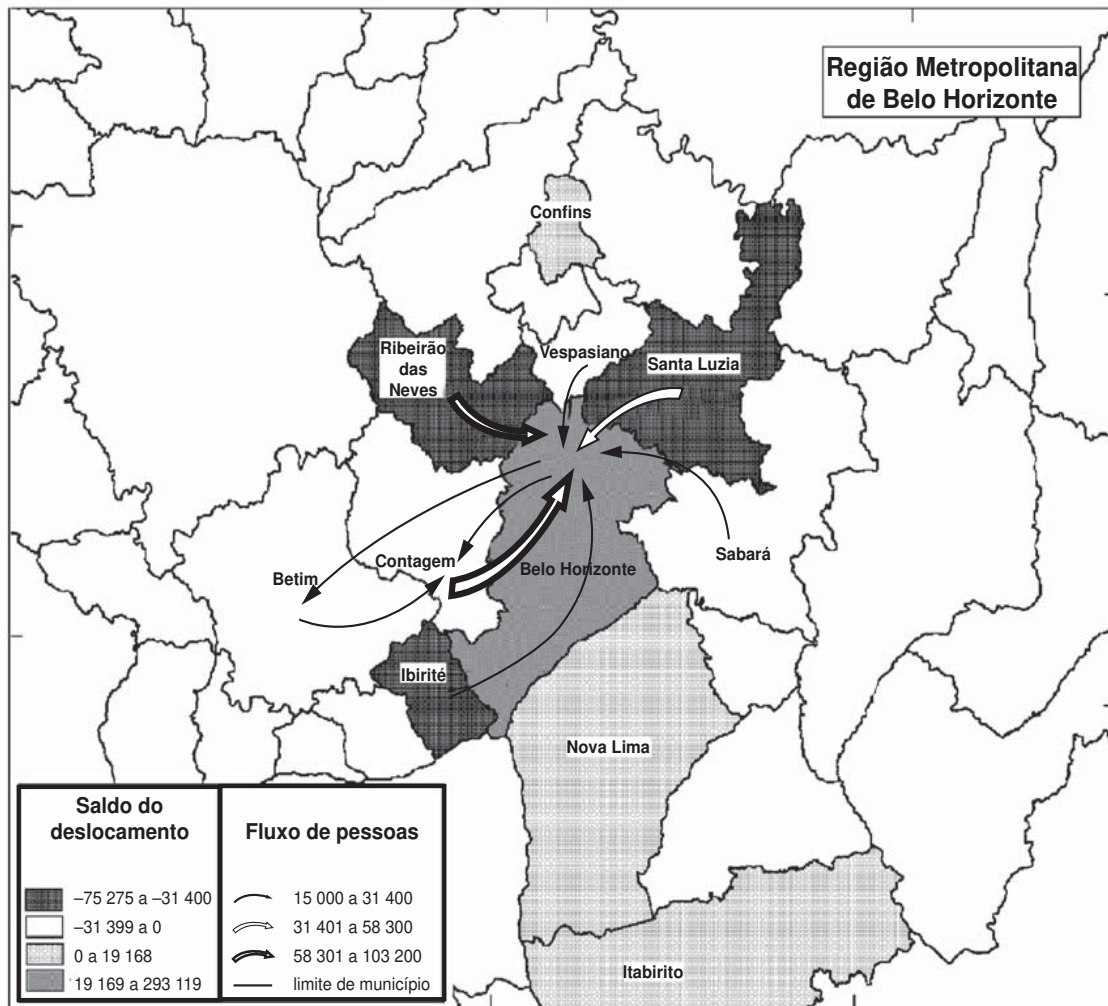 Região Metropolitana
de Belo Horizonte
Confins
Ribeirão
das
Neves
Vespasiano
Santa Luzia
Contagem
Betim
Belo Horizonte
Sabará
Ibirité
Nova Lima
Itabirito
Saldo do
deslocamento
–75 275 a –31 400
–31 399 a 0
0 a 19 168
19 169 a 293 119
Fluxo de pessoas
15 000 a 31 400
31 401 a 58 300
58 301 a 103 200
limite de município